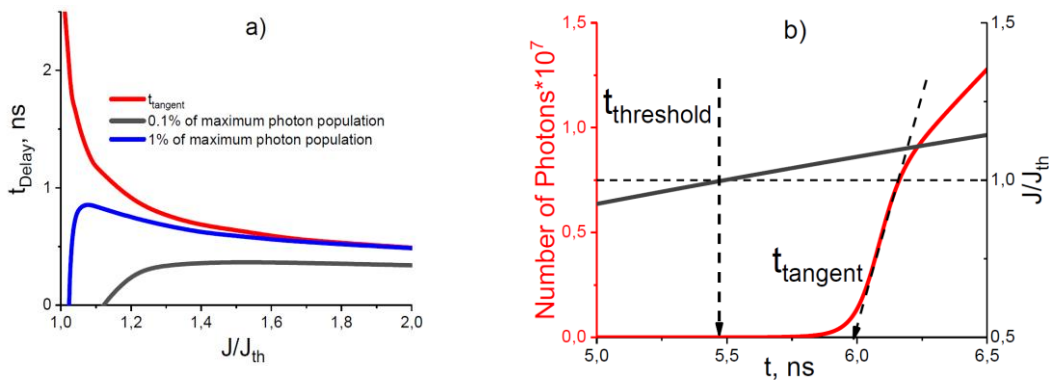 a)
2
1
0
t_Delay, ns
t_tangent
0.1% of maximum photon population
1% of maximum photon population
1,0 1,2 1,4 1,6 1,8 2,0
J/J_th
b)
1,5
1,0
0,5
0,0
Number of Photons*10^7
t_threshold
t_tangent
1,5
1,0
0,5
J/J_th
5,0 5,5 6,0 6,5
t, ns